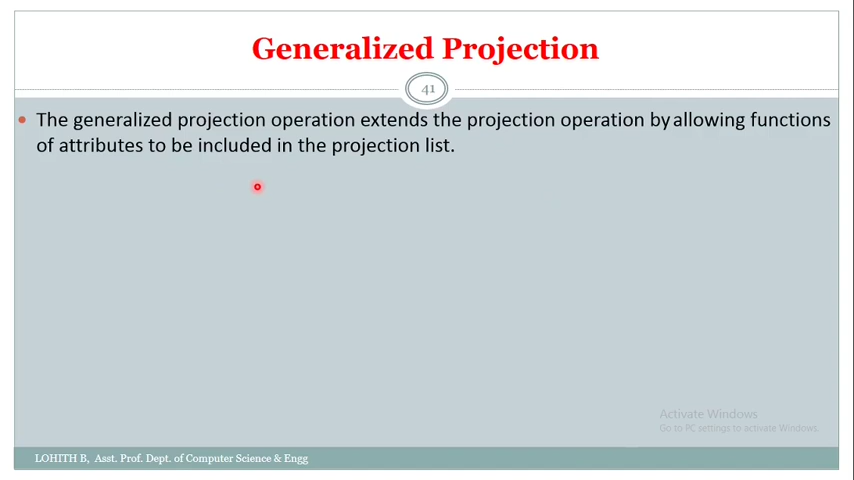 Generalized Projection
41
• The generalized projection operation extends the projection operation by allowing functions
of attributes to be included in the projection list.
Activate Windows
Go to PC settings to activate Windows.
LOHITH B, Asst. Prof. Dept. of Computer Science & Engg